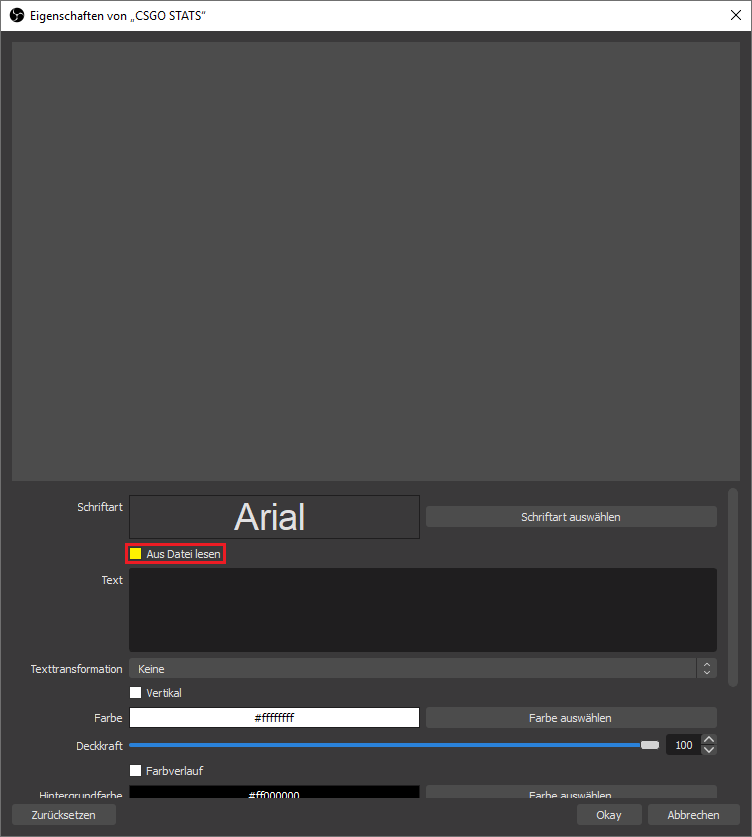 Eigenschaften von „CSGO STATS“
Schriftart
Arial
Schriftart auswählen
Aus Datei lesen
Text
Texttransformation
Keine
Vertikal
Farbe
#ffffffff
Farbe auswählen
Deckkraft
100
Farbverlauf
Hintergrundfarbe
#ff000000
Farbe auswählen
Zurücksetzen
Okay
Abbrechen